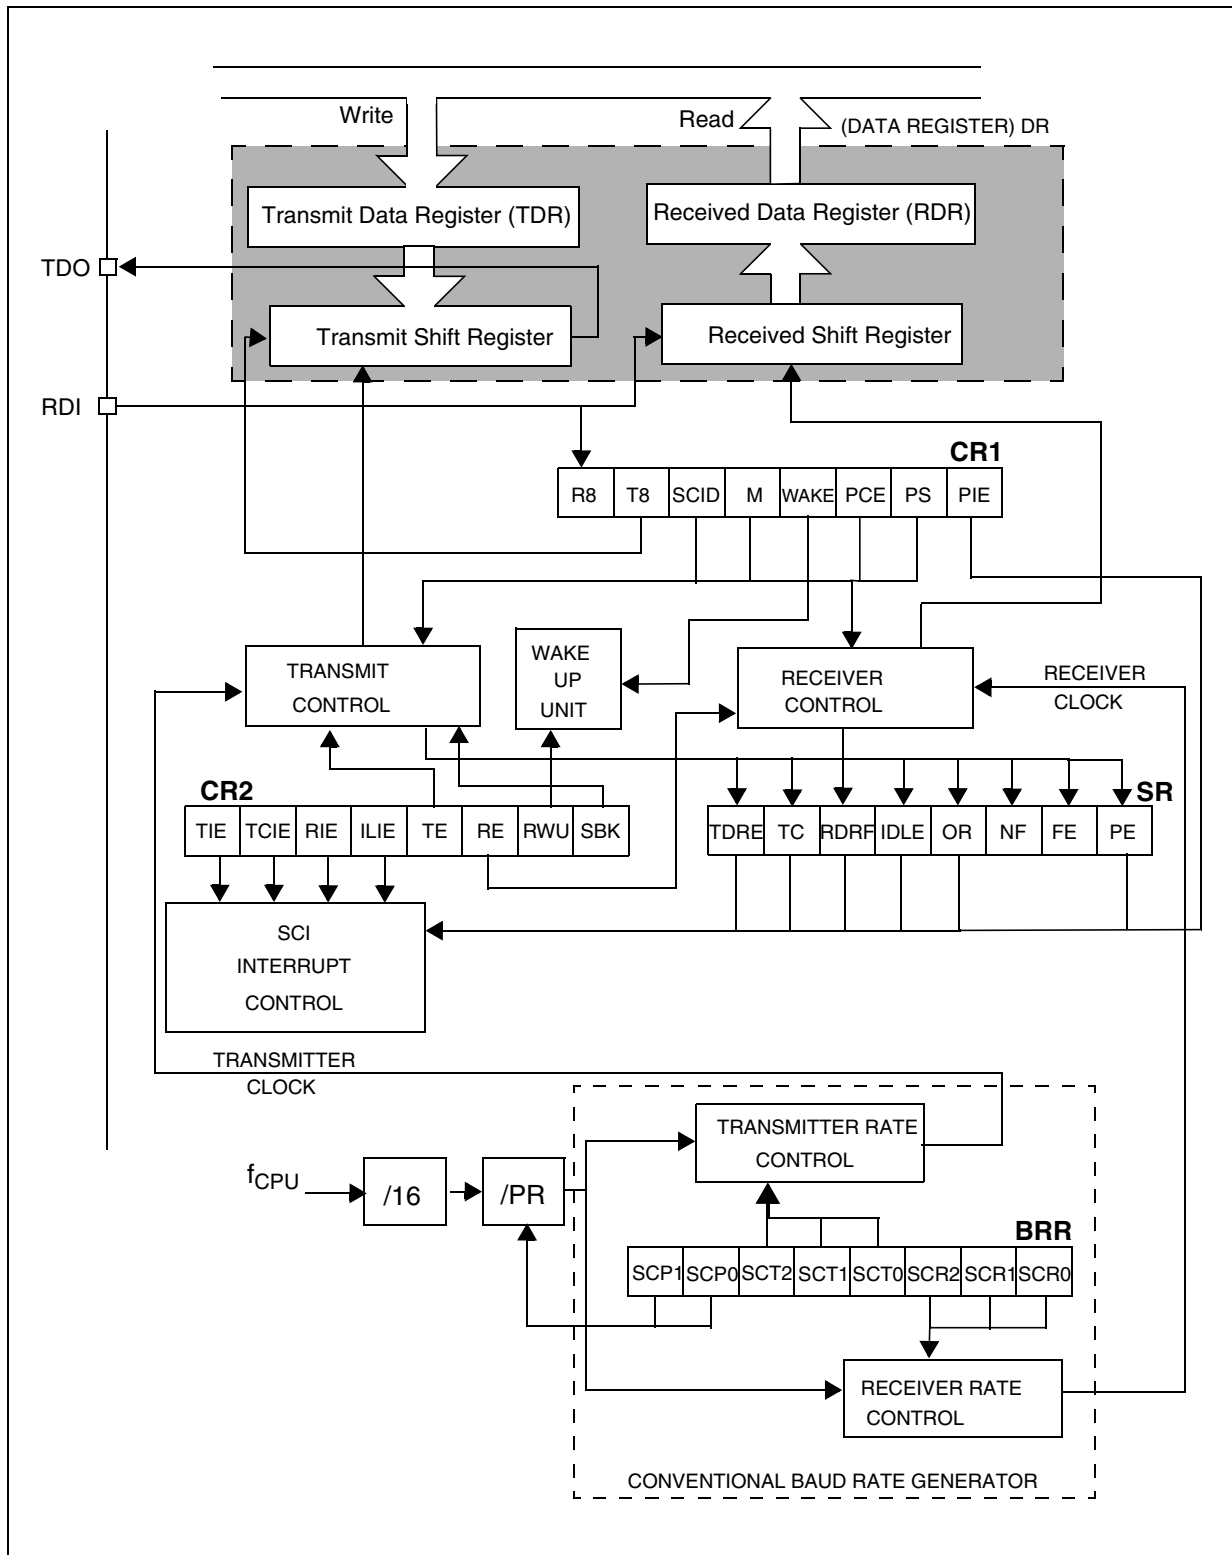 Write
Read
(DATA REGISTER) DR
Transmit Data Register (TDR)
Received Data Register (RDR)
TDO
Transmit Shift Register
Received Shift Register
RDI
CR1
R8 T8 SCID M WAKE PCE PS PIE
TRANSMIT
CONTROL
WAKE
UP
UNIT
RECEIVER
CONTROL
RECEIVER
CLOCK
CR2
TIE TCIE RIE ILIE TE RE RWU SBK
SR
TDRE TC RDRF IDLE OR NF FE PE
SCI
INTERRUPT
CONTROL
TRANSMITTER
CLOCK
TRANSMITTER RATE
CONTROL
fCPU
/16
/PR
BRR
SCP1 SCP0 SCT2 SCT1 SCT0 SCR2 SCR1 SCR0
RECEIVER RATE
CONTROL
CONVENTIONAL BAUD RATE GENERATOR